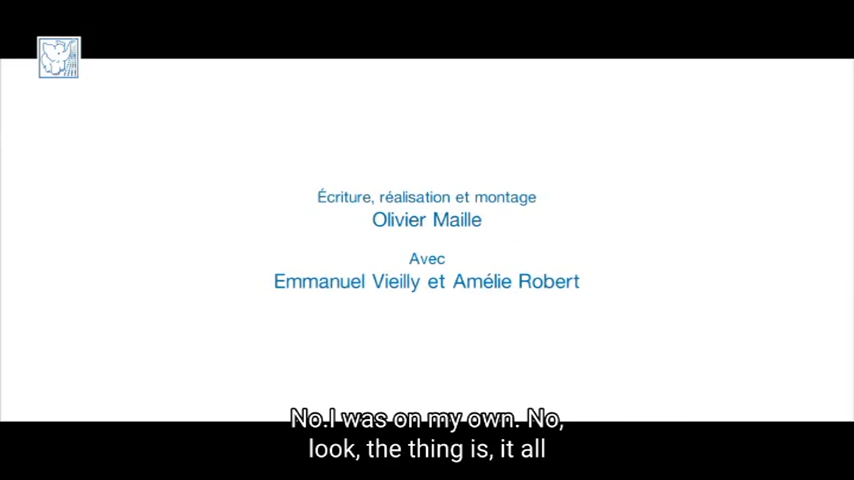 Écriture, réalisation et montage
Olivier Maille
Avec
Emmanuel Vieilly et Amélie Robert
No.I was on my own. No,
look, the thing is, it all